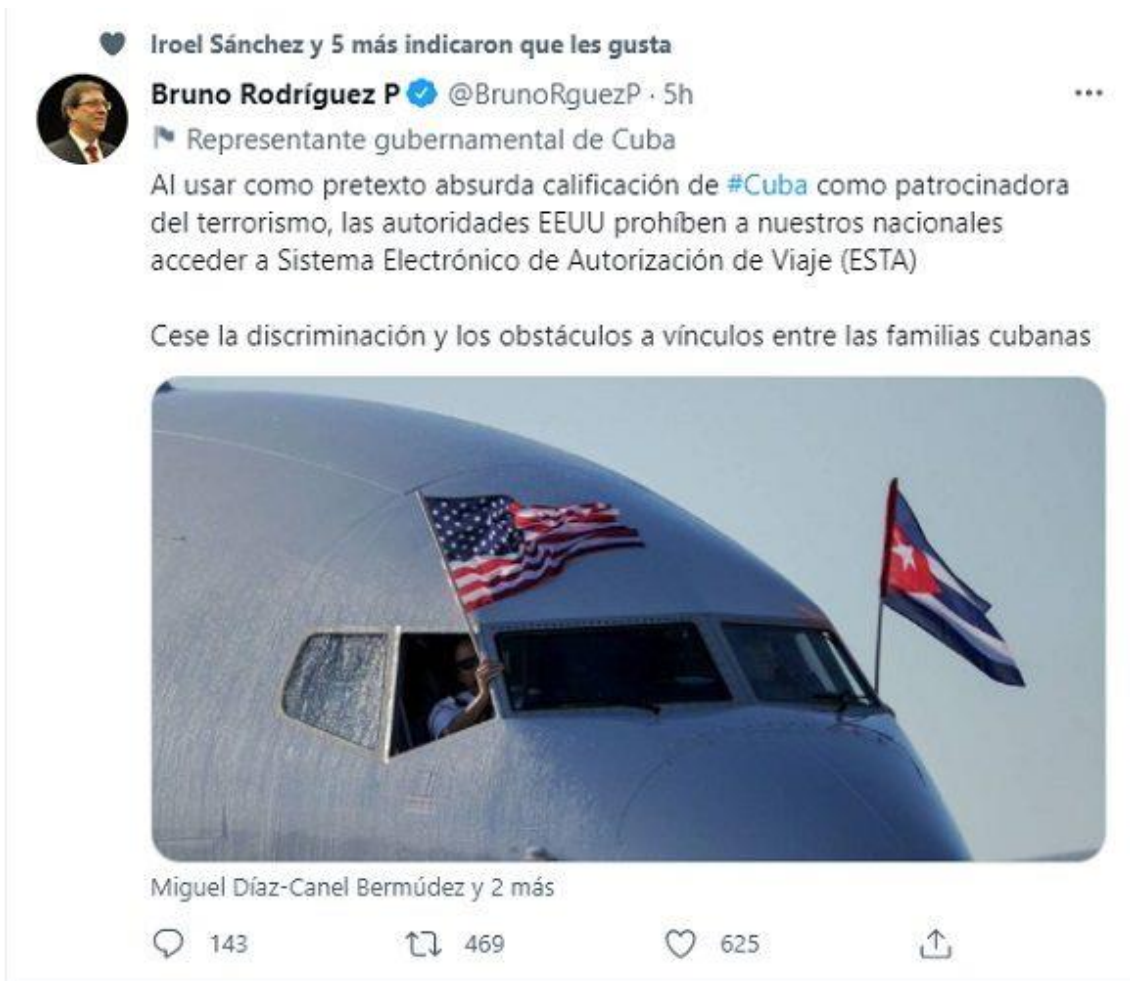 Iroel Sánchez y 5 más indicaron que les gusta
Bruno Rodríguez P @BrunoRguezP · 5h
Representante gubernamental de Cuba
Al usar como pretexto absurda calificación de #Cuba como patrocinadora
del terrorismo, las autoridades EEUU prohíben a nuestros nacionales
acceder a Sistema Electrónico de Autorización de Viaje (ESTA)
Cese la discriminación y los obstáculos a vínculos entre las familias cubanas
Miguel Díaz-Canel Bermúdez y 2 más
143 469 625